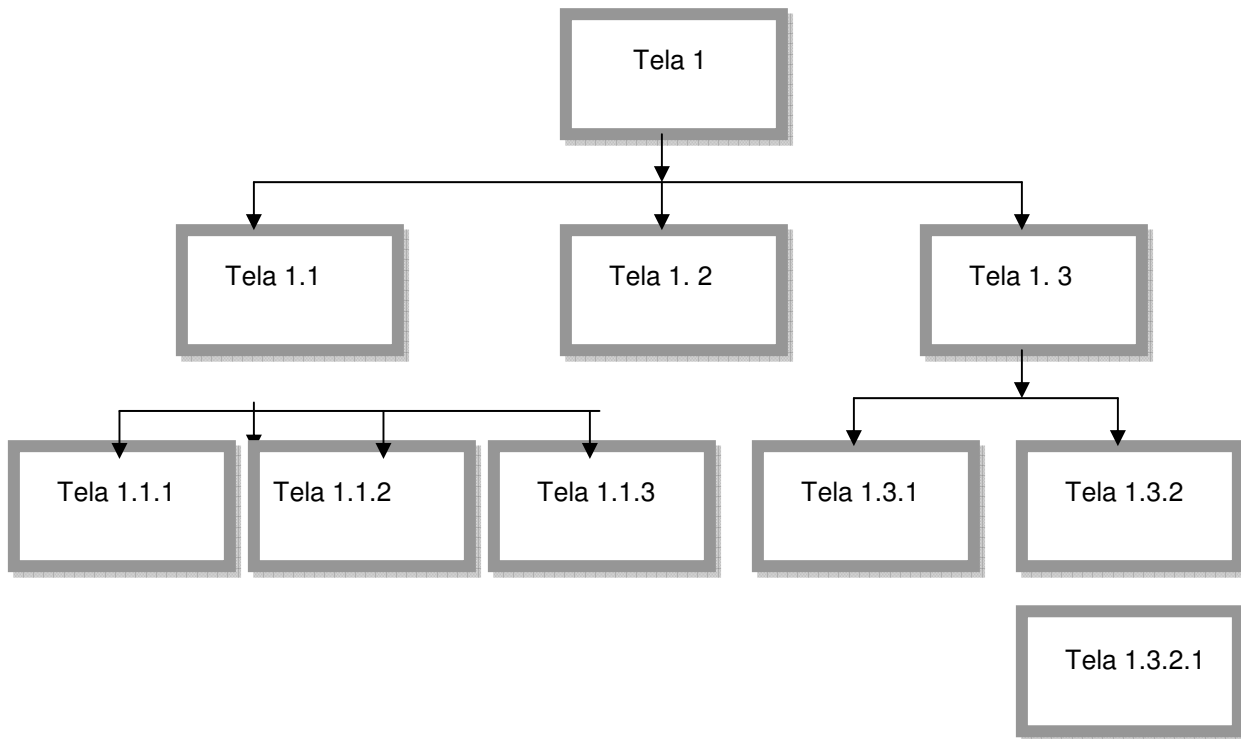 Tela 1
Tela 1.1
Tela 1. 2
Tela 1. 3
Tela 1.1.1
Tela 1.1.2
Tela 1.1.3
Tela 1.3.1
Tela 1.3.2
Tela 1.3.2.1